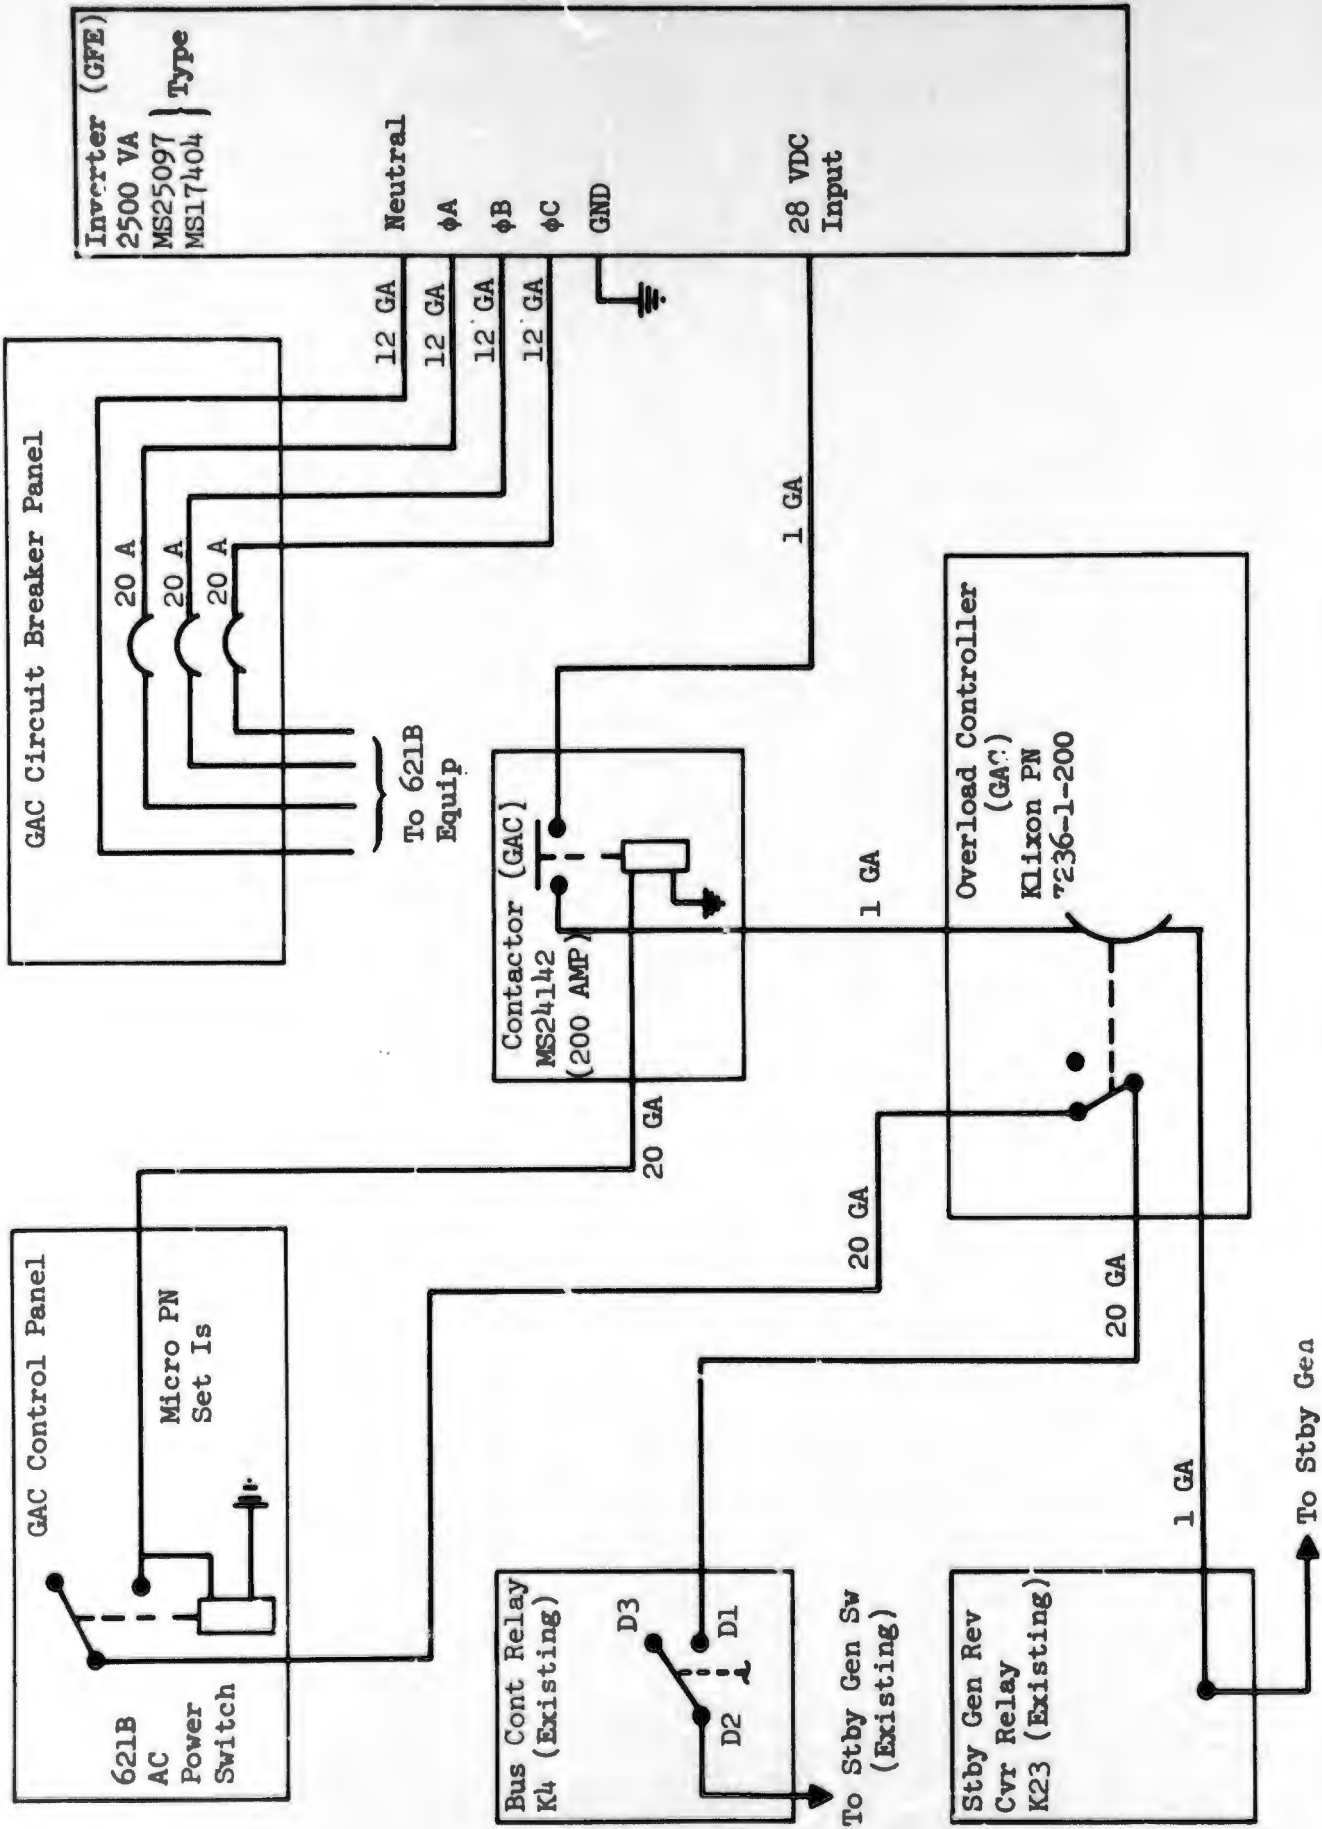 GAC Control Panel
621B
AC
Power
Switch
Micro PN
Set Is
GAC Circuit Breaker Panel
20 A
20 A
20 A
To 621B
Equip
Inverter (GFE)
2500 VA
MS25097
MS17404
Type
12 GA
12 GA
12 GA
12 GA
Neutral
φA
φB
φC
GND
28 VDC
Input
1 GA
Contactor (GAC)
MS24142
(200 AMP)
20 GA
1 GA
Bus Cont Relay
K4 (Existing)
D3
D2
D1
To Stby Gen Sw
(Existing)
20 GA
20 GA
Overload Controller
(GAC)
Klixon PN
7236-1-200
Stby Gen Rev
Cvr Relay
K23 (Existing)
1 GA
To Stby Gen